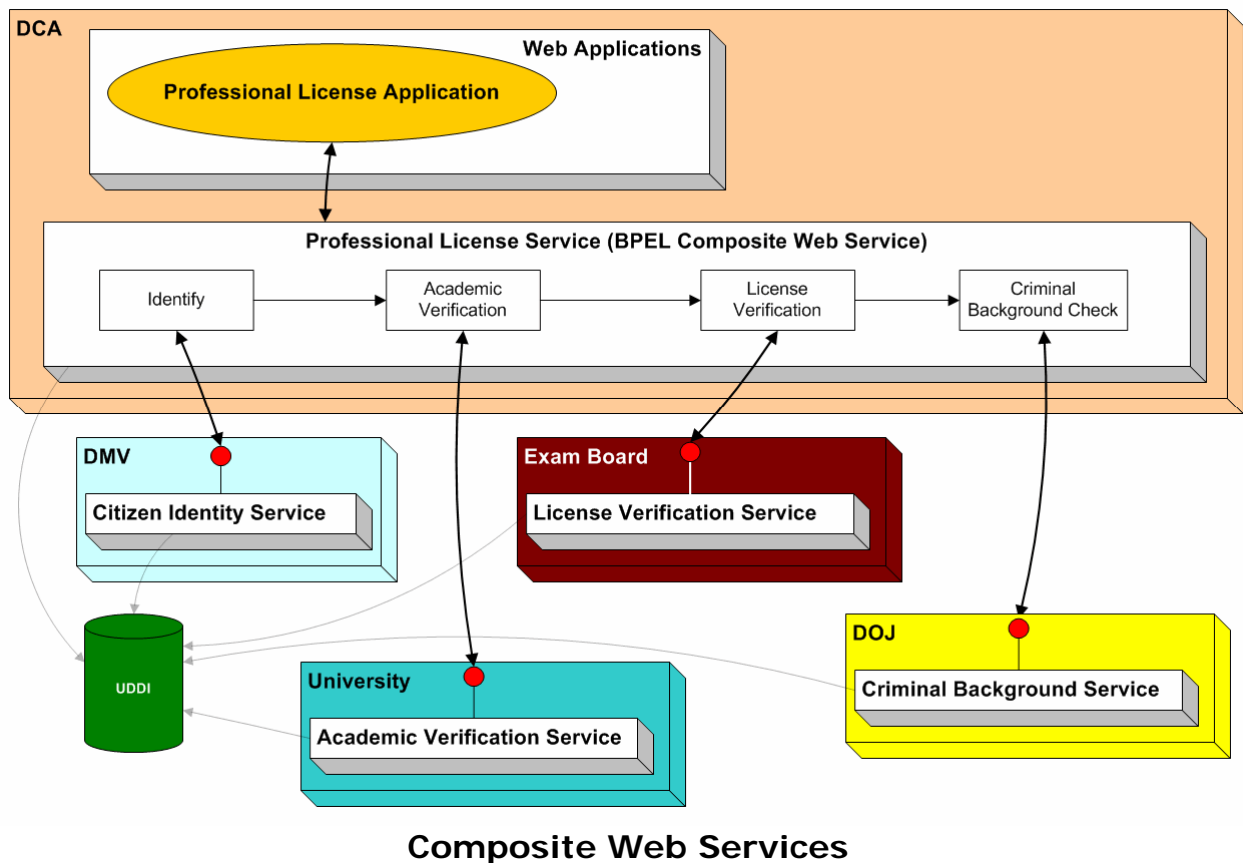 DCA
Web Applications
Professional License Application
Professional License Service (BPEL Composite Web Service)
Identify
Academic
Verification
License
Verification
Criminal
Background Check
DMV
Citizen Identity Service
Exam Board
License Verification Service
UDDI
University
Academic Verification Service
DOJ
Criminal Background Service
Composite Web Services